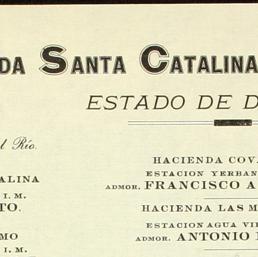 DA SANTA CATALINA
ESTADO DE D
l Río.
HACIENDA COVA
ALINA
ESTACION YERBAN
I. M.
ADMOR. FRANCISCO A
TO.
HACIENDA LAS M
I. M.
ESTACION AGUA VI
MO
ADMOR. ANTONIO
I. M.